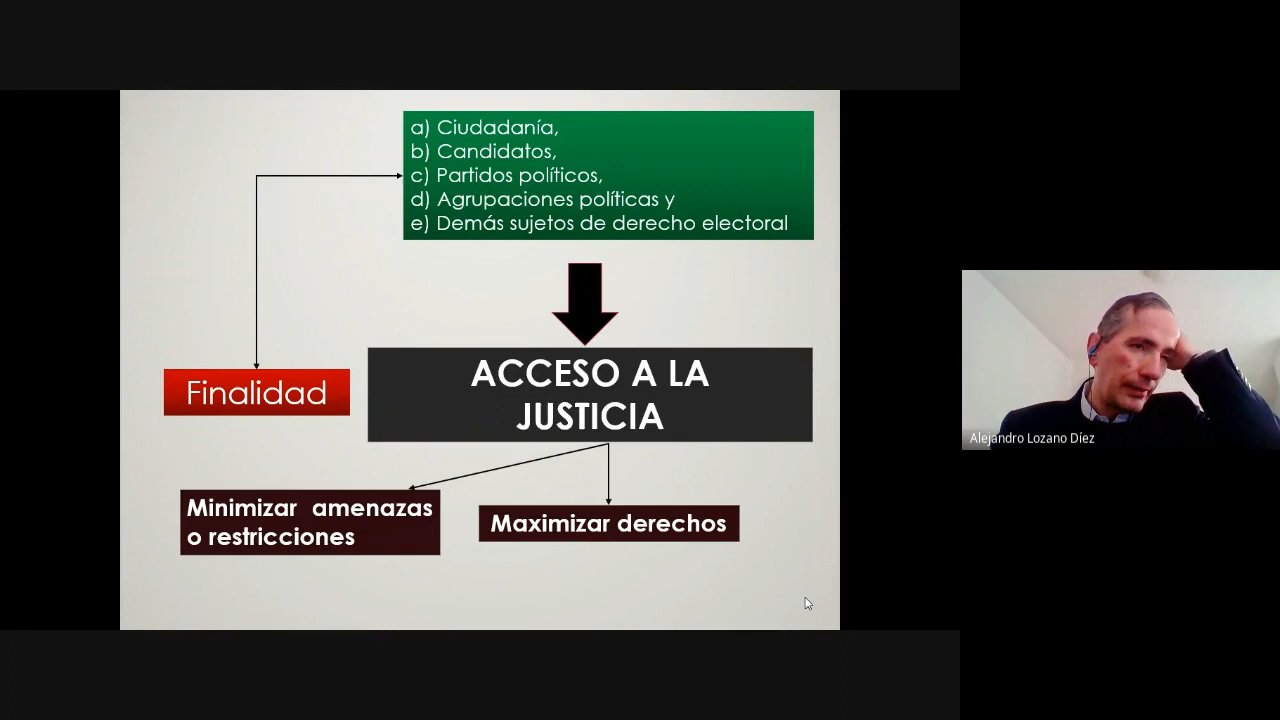 a) Ciudadanía,
b) Candidatos,
c) Partidos políticos,
d) Agrupaciones políticas y
e) Demás sujetos de derecho electoral
Finalidad
ACCESO A LA
JUSTICIA
Minimizar  amenazas
o restricciones
Maximizar derechos
Alejandro Lozano Díez